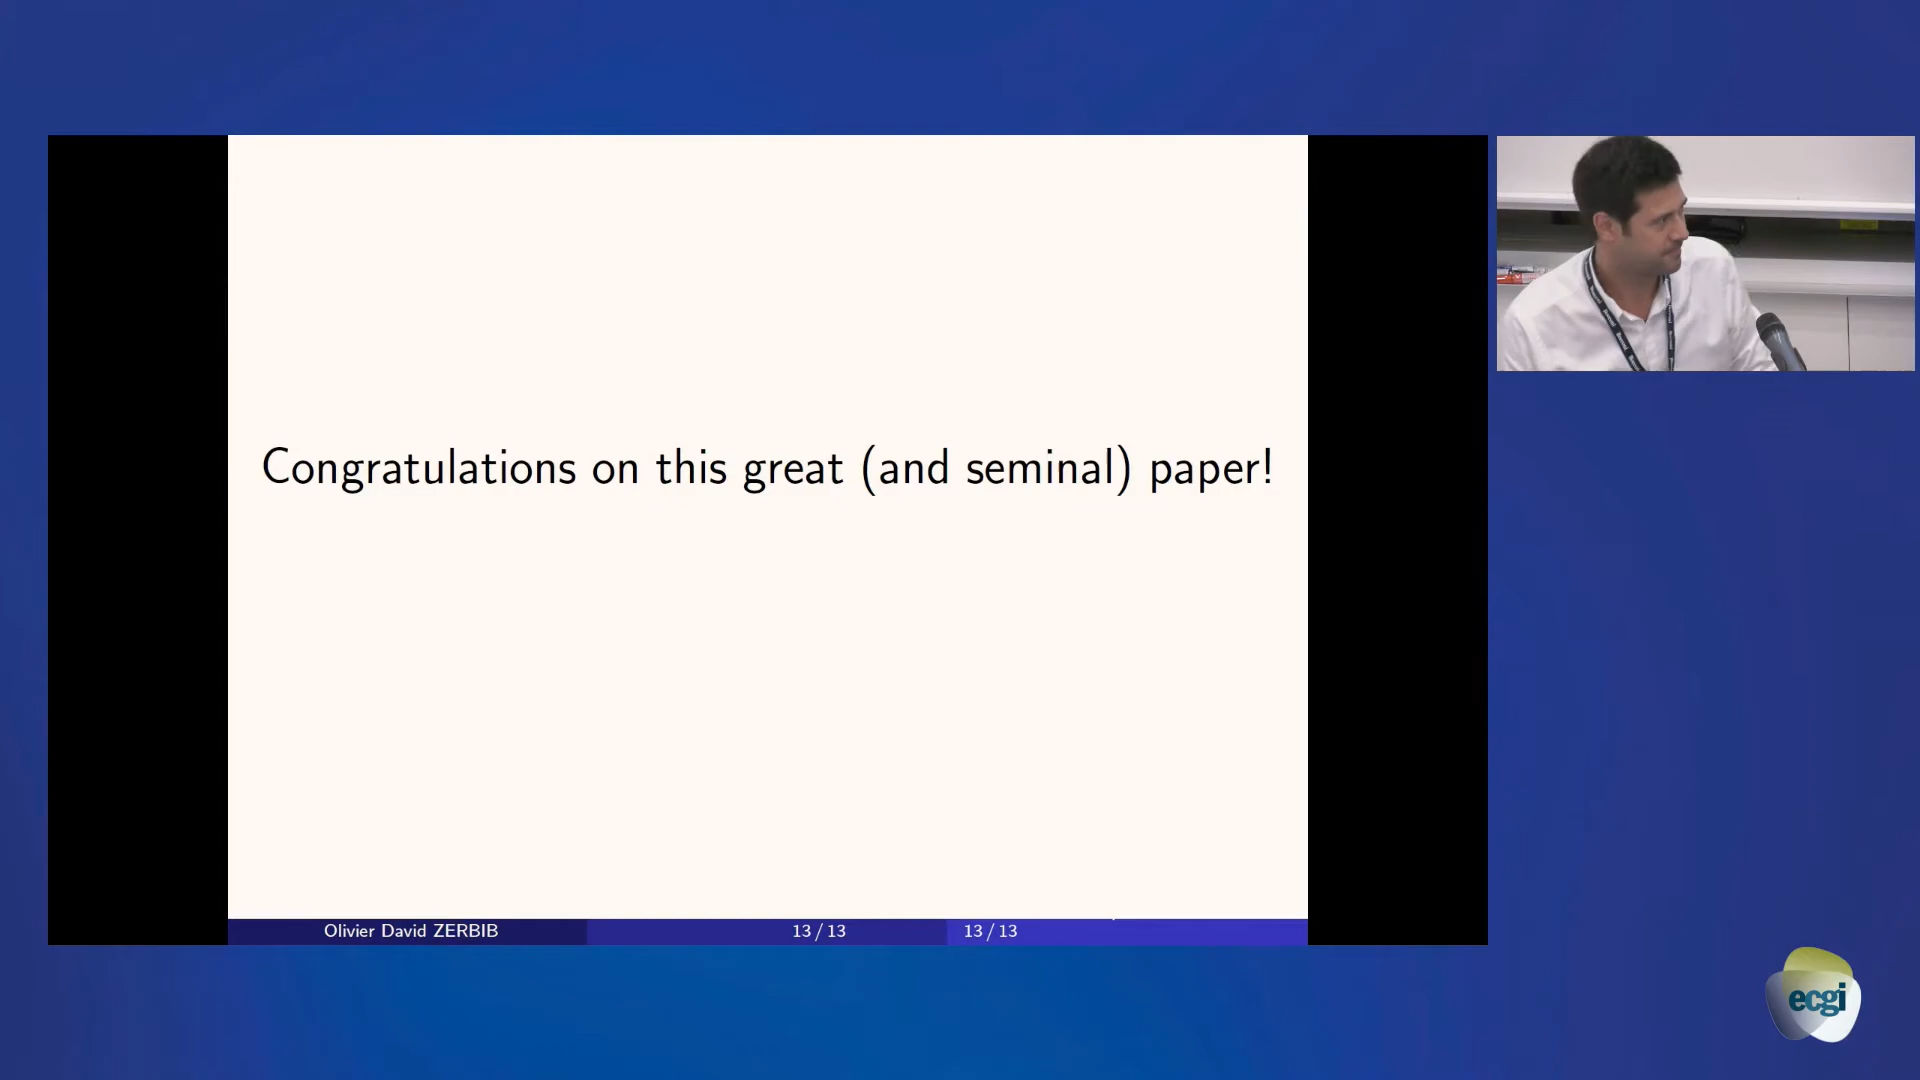 Congratulations on this great (and seminal) paper!
Olivier David ZERBIB
13 / 13
13 / 13
ecgi